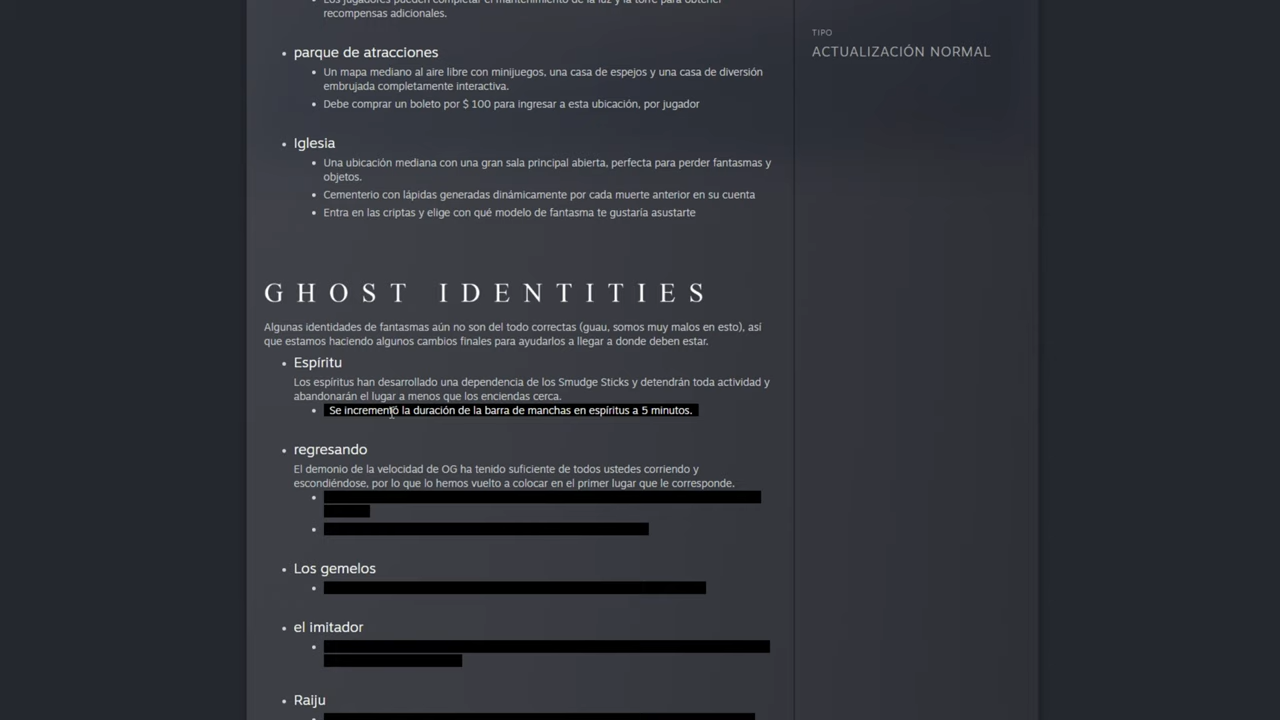 Los jugadores pueden completar el mantenimiento de la luz y la torre para obtener
recompensas adicionales.
TIPO
ACTUALIZACIÓN NORMAL
parque de atracciones
Un mapa mediano al aire libre con minijuegos, una casa de espejos y una casa de diversión
embrujada completamente interactiva.
Debe comprar un boleto por $ 100 para ingresar a esta ubicación, por jugador
Iglesia
Una ubicación mediana con una gran sala principal abierta, perfecta para perder fantasmas y
objetos.
Cementerio con lápidas generadas dinámicamente por cada muerte anterior en su cuenta
Entra en las criptas y elige con qué modelo de fantasma te gustaría asustarte
GHOST IDENTITIES
Algunas identidades de fantasmas aún no son del todo correctas (guau, somos muy malos en esto), así
que estamos haciendo algunos cambios finales para ayudarlos a llegar a donde deben estar.
Espíritu
Los espíritus han desarrollado una dependencia de los Smudge Sticks y detendrán toda actividad y
abandonarán el lugar a menos que los enciendas cerca.
Se incrementó la duración de la barra de manchas en espíritus a 5 minutos.
regresando
El demonio de la velocidad de OG ha tenido suficiente de todos ustedes corriendo y
escondiéndose, por lo que lo hemos vuelto a colocar en el primer lugar que le corresponde.
Los gemelos
el imitador
Raiju